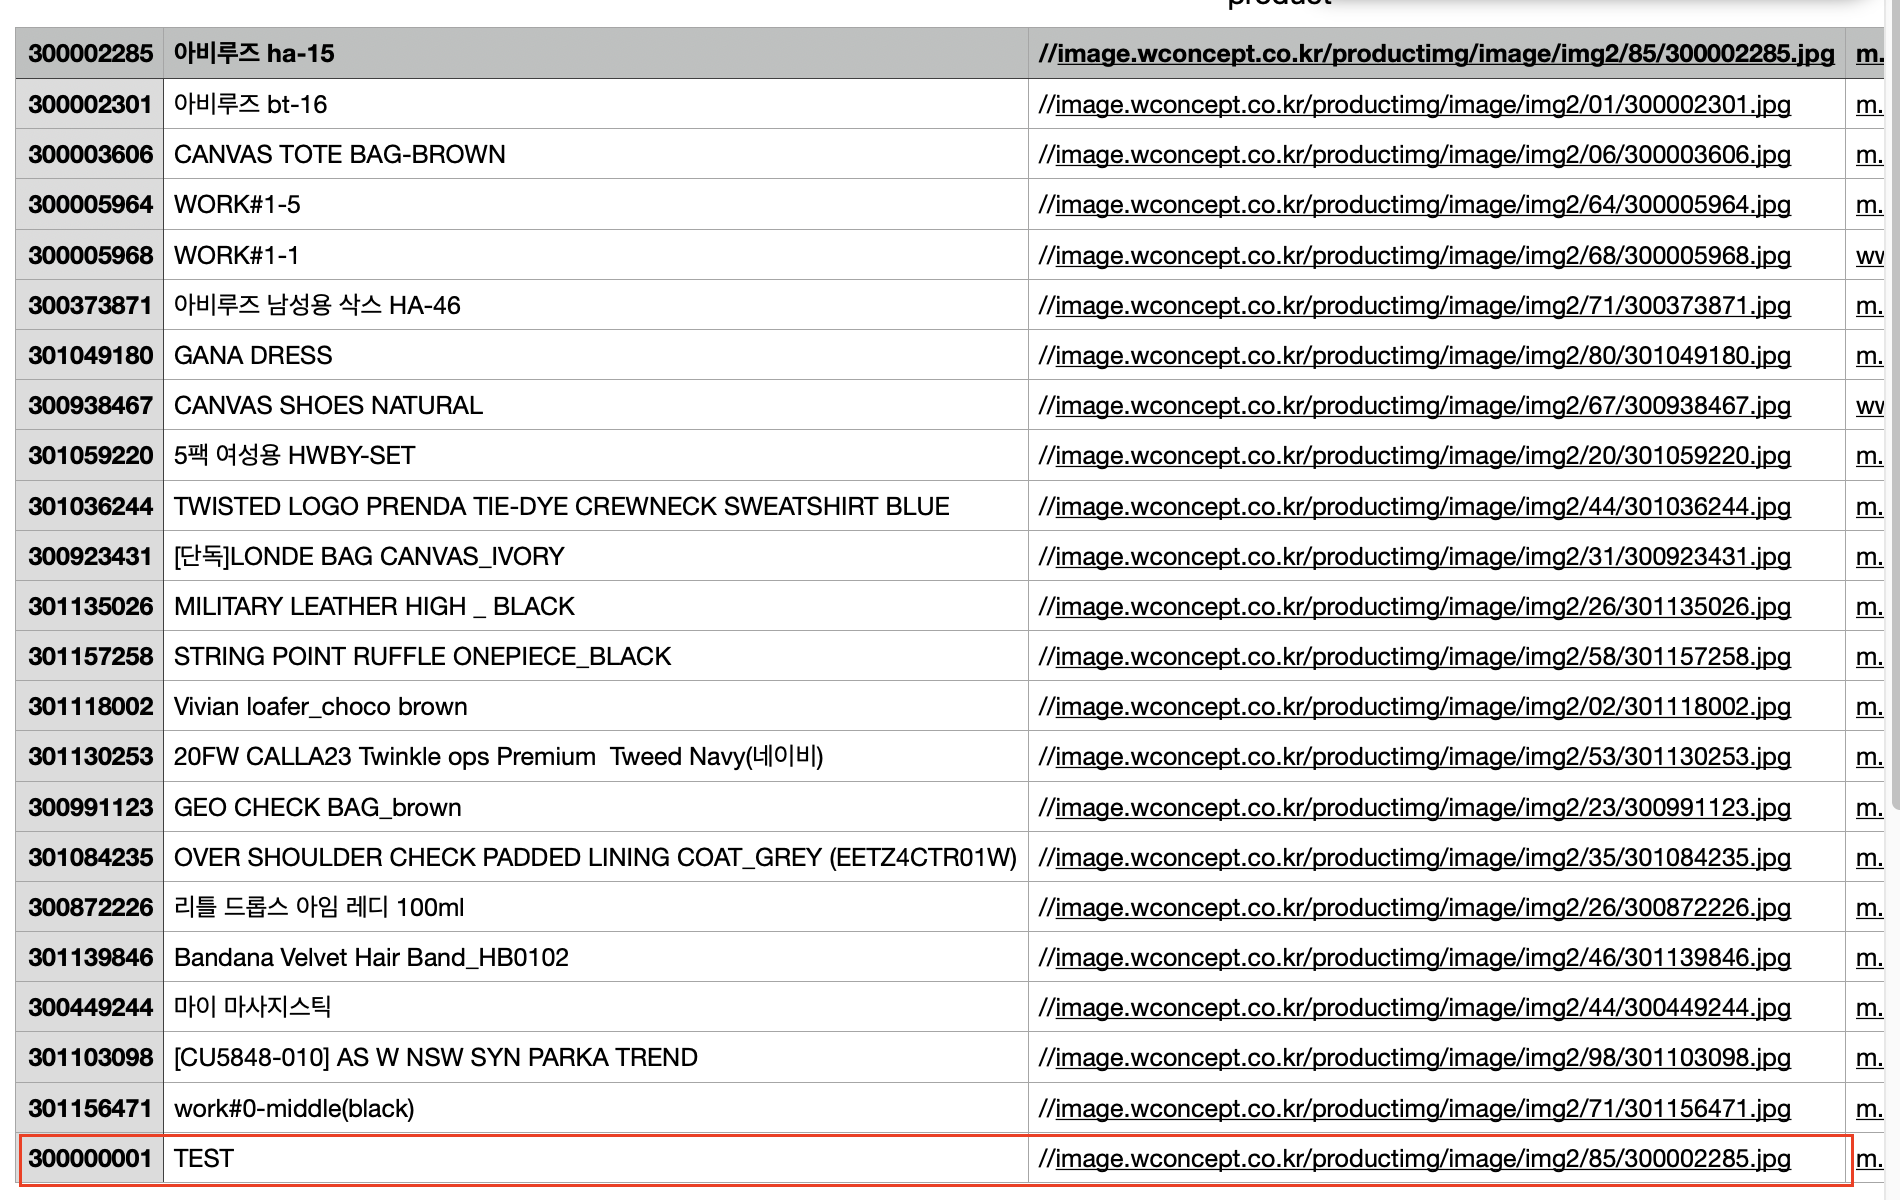 product
300002285 아비루즈 ha-15 //image.wconcept.co.kr/productimg/image/img2/85/300002285.jpg m.
300002301 아비루즈 bt-16 //image.wconcept.co.kr/productimg/image/img2/01/300002301.jpg m.
300003606 CANVAS TOTE BAG-BROWN //image.wconcept.co.kr/productimg/image/img2/06/300003606.jpg m.
300005964 WORK#1-5 //image.wconcept.co.kr/productimg/image/img2/64/300005964.jpg m.
300005968 WORK#1-1 //image.wconcept.co.kr/productimg/image/img2/68/300005968.jpg
300373871 아비루즈 남성용 삭스 HA-46 //image.wconcept.co.kr/productimg/image/img2/71/300373871.jpg m.
301049180 GANA DRESS //image.wconcept.co.kr/productimg/image/img2/80/301049180.jpg m.
300938467 CANVAS SHOES NATURAL //image.wconcept.co.kr/productimg/image/img2/67/300938467.jpg
301059220 5팩 여성용 HWBY-SET //image.wconcept.co.kr/productimg/image/img2/20/301059220.jpg m.
301036244 TWISTED LOGO PRENDA TIE-DYE CREWNECK SWEATSHIRT BLUE //image.wconcept.co.kr/productimg/image/img2/44/301036244.jpg m.
300923431 [단독]LONDE BAG CANVAS_IVORY //image.wconcept.co.kr/productimg/image/img2/31/300923431.jpg m.
301135026 MILITARY LEATHER HIGH _ BLACK //image.wconcept.co.kr/productimg/image/img2/26/301135026.jpg m.
301157258 STRING POINT RUFFLE ONEPIECE_BLACK //image.wconcept.co.kr/productimg/image/img2/58/301157258.jpg m.
301118002 Vivian loafer_choco brown //image.wconcept.co.kr/productimg/image/img2/02/301118002.jpg m.
301130253 20FW CALLA23 Twinkle ops Premium  Tweed Navy(네이비) //image.wconcept.co.kr/productimg/image/img2/53/301130253.jpg m.
300991123 GEO CHECK BAG_brown //image.wconcept.co.kr/productimg/image/img2/23/300991123.jpg m.
301084235 OVER SHOULDER CHECK PADDED LINING COAT_GREY (EETZ4CTR01W) //image.wconcept.co.kr/productimg/image/img2/35/301084235.jpg m.
300872226 리틀 드롭스 아임 레디 100ml //image.wconcept.co.kr/productimg/image/img2/26/300872226.jpg m.
301139846 Bandana Velvet Hair Band_HB0102 //image.wconcept.co.kr/productimg/image/img2/46/301139846.jpg m.
300449244 마이 마사지스틱 //image.wconcept.co.kr/productimg/image/img2/44/300449244.jpg m.
301103098 [CU5848-010] AS W NSW SYN PARKA TREND //image.wconcept.co.kr/productimg/image/img2/98/301103098.jpg m.
301156471 work#0-middle(black) //image.wconcept.co.kr/productimg/image/img2/71/301156471.jpg m.
300000001 TEST //image.wconcept.co.kr/productimg/image/img2/85/300002285.jpg m.